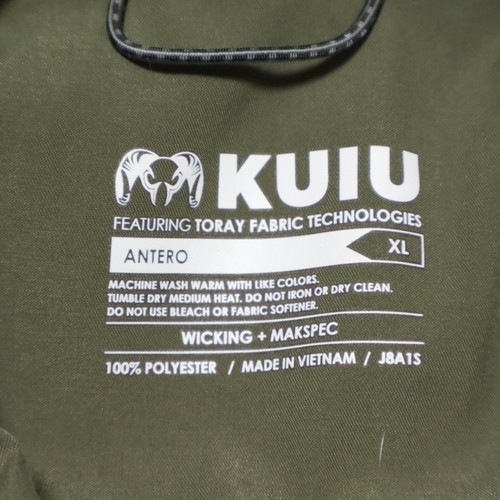 KUIU
FEATURING TORAY FABRIC TECHNOLOGIES
ANTERO XL
MACHINE WASH WARM WITH LIKE COLORS.
TUMBLE DRY MEDIUM HEAT. DO NOT IRON OR DRY CLEAN.
DO NOT USE BLEACH OR FABRIC SOFTENER.
WICKING + MAKSPEC
100% POLYESTER / MADE IN VIETNAM / J8A1S